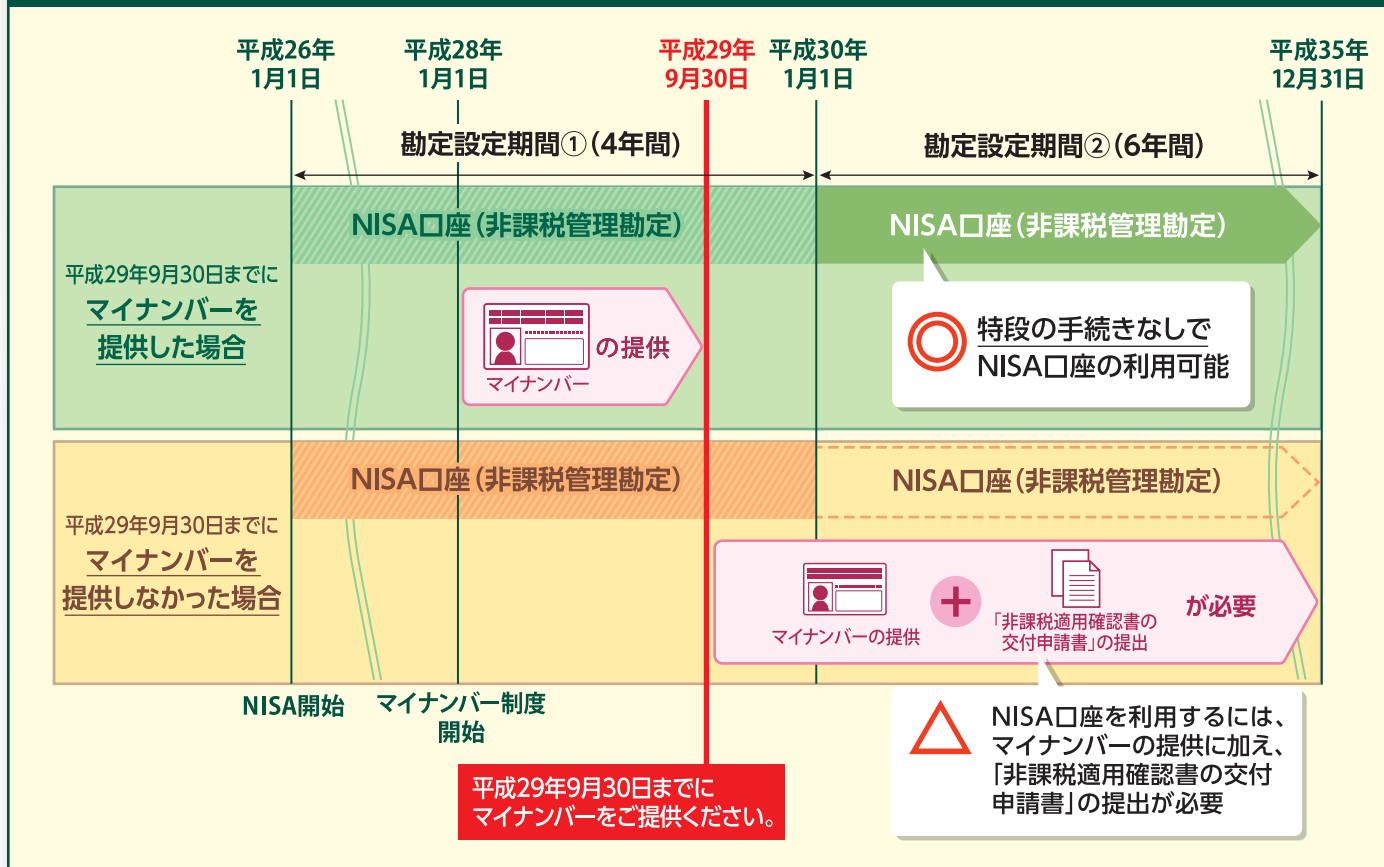 平成26年
1月1日
平成28年
1月1日
平成29年
9月30日
平成30年
1月1日
平成35年
12月31日
勘定設定期間①(4年間)
勘定設定期間②(6年間)
平成29年9月30日までに
マイナンバーを
提供した場合
NISA口座(非課税管理勘定)
NISA口座(非課税管理勘定)
マイナンバー
の提供
特段の手続きなしで
NISA口座の利用可能
平成29年9月30日までに
マイナンバーを
提供しなかった場合
NISA口座(非課税管理勘定)
NISA口座(非課税管理勘定)
マイナンバーの提供
+
「非課税適用確認書の
交付申請書」の提出
が必要
NISA開始
マイナンバー制度
開始
NISA口座を利用するには、
マイナンバーの提供に加え、
「非課税適用確認書の交付
申請書」の提出が必要
平成29年9月30日までに
マイナンバーをご提供ください。